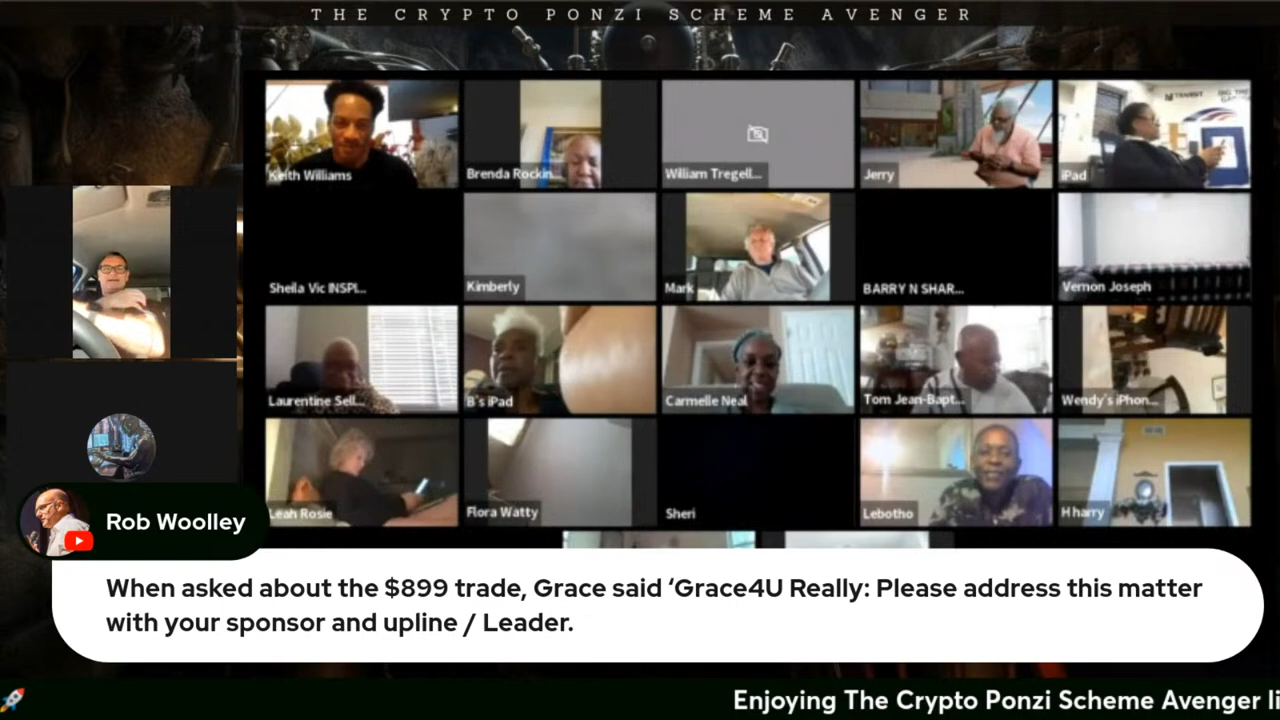 THE CRYPTO PONZI SCHEME AVENGER
Keith Williams
Brenda Rockin...
William Tregell...
Jerry
iPad
Sheila Vic INSPI...
Kimberly
Mark
BARRY N SHAR...
Vernon Joseph
Laurentine Sell...
B's iPad
Carmelle Neal
Tom Jean-Bapt...
Wendy's iPhon...
Leah Rosie
Flora Watty
Sheri
Lebotho
H harry
Rob Woolley
When asked about the $899 trade, Grace said ‘Grace4U Really: Please address this matter
with your sponsor and upline / Leader.
Enjoying The Crypto Ponzi Scheme Avenger li